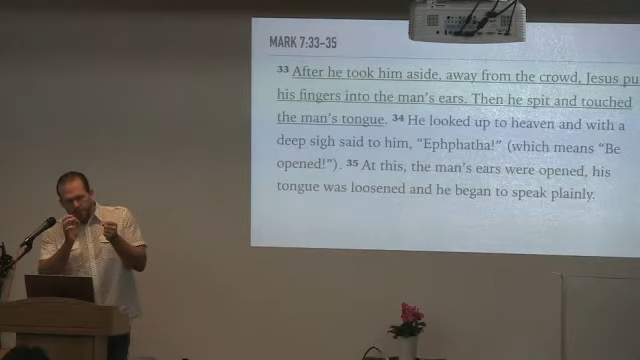 MARK 7:33-35
33 After he took him aside, away from the crowd, Jesus pu
his fingers into the man's ears. Then he spit and touched
the man's tongue. 34 He looked up to heaven and with a
deep sigh said to him, "Ephphatha!" (which means "Be
opened!"). 35 At this, the man's ears were opened, his
tongue was loosened and he began to speak plainly.